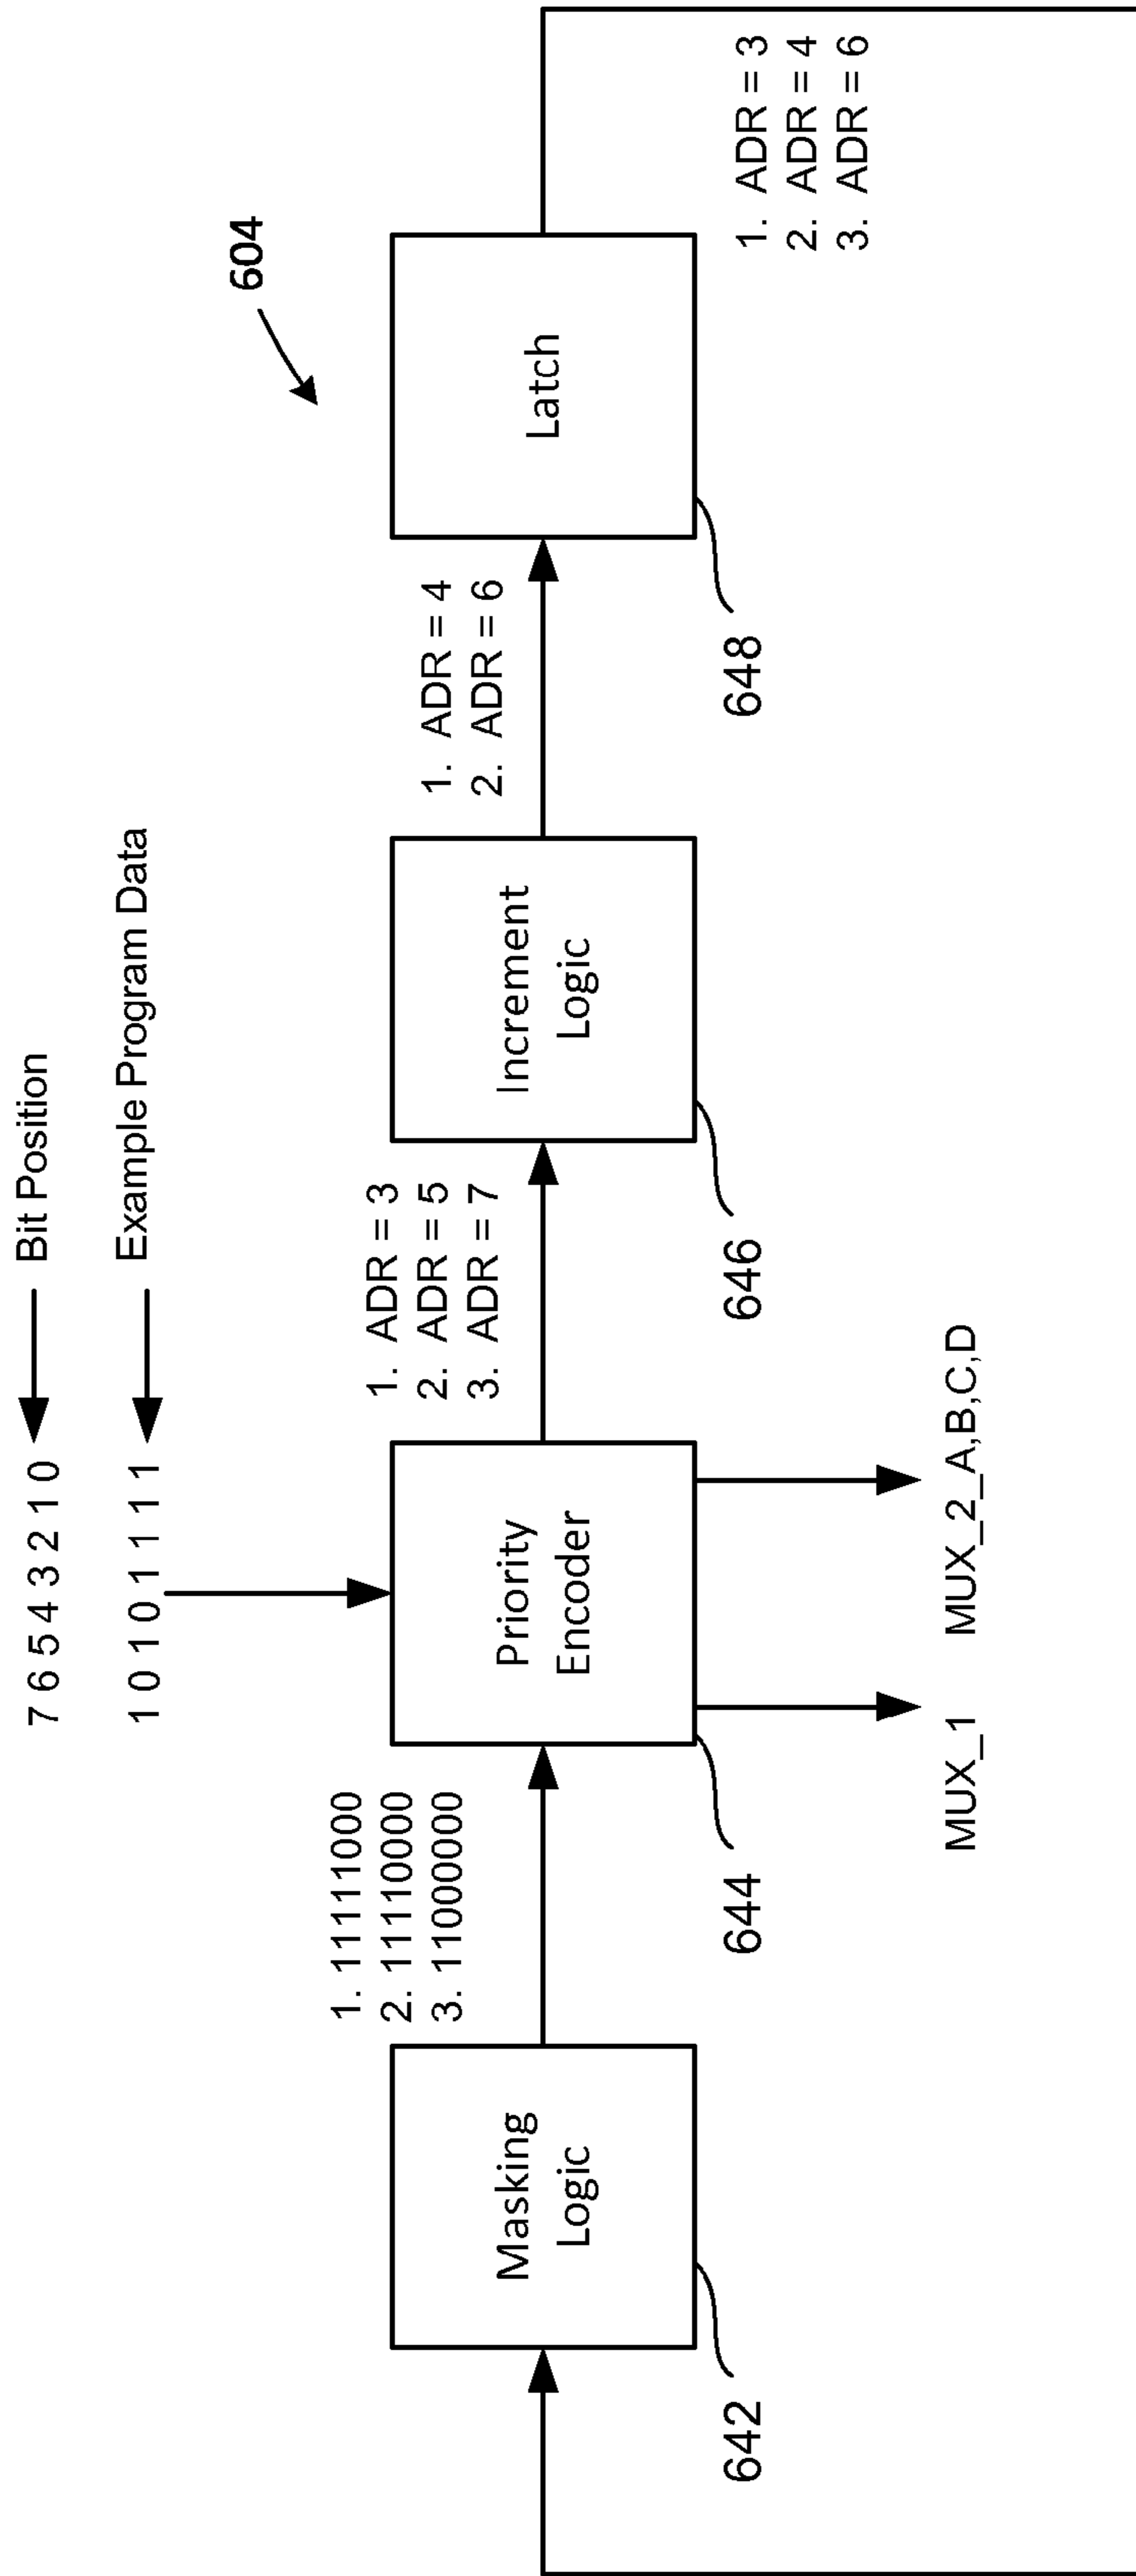 7 6 5 4 3 2 1 0 Bit Position
1 0 1 0 1 1 1 1 Example Program Data
604
1. 11111000
2. 11110000
3. 11000000
1. ADR = 3
2. ADR = 5
3. ADR = 7
1. ADR = 4
2. ADR = 6
Masking
Logic
Priority
Encoder
Increment
Logic
Latch
642
644
646
648
1. ADR = 3
2. ADR = 4
3. ADR = 6
MUX_1
MUX_2_A,B,C,D